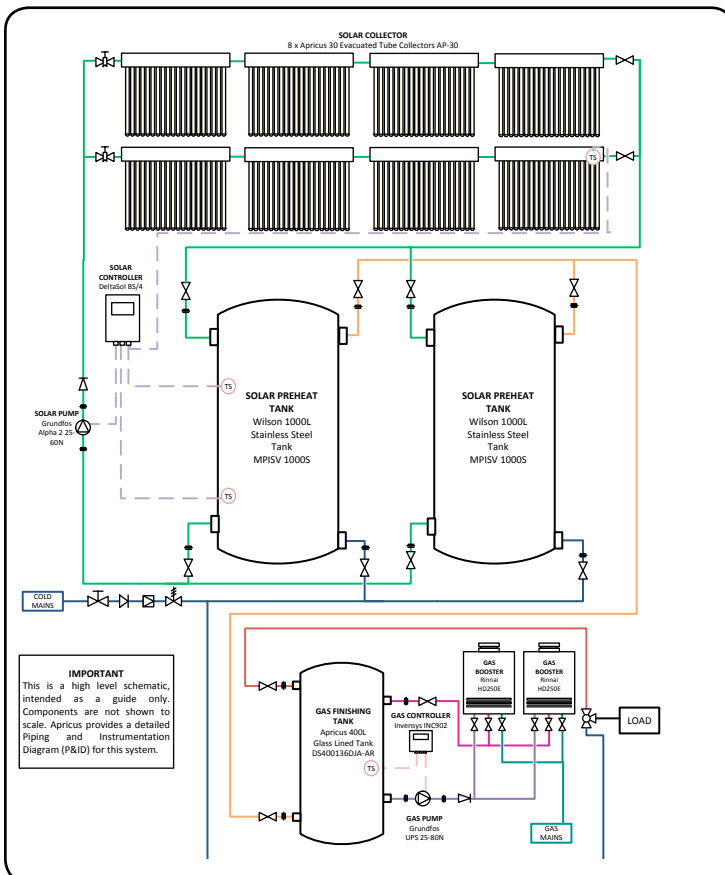 SOLAR COLLECTOR
8 x Apricus 30 Evacuated Tube Collectors AP-30
TS
SOLAR
CONTROLLER
DeltaSol BS/4
TS
SOLAR PREHEAT
TANK
Wilson 1000L
Stainless Steel
Tank
MPISV 1000S
SOLAR PREHEAT
TANK
Wilson 1000L
Stainless Steel
Tank
MPISV 1000S
SOLAR PUMP
Grundfos
Alpha 2 25-
60N
TS
COLD
MAINS
IMPORTANT
This is a high level schematic,
intended as a guide only.
Components are not shown to
scale. Apricus provides a detailed
Piping and Instrumentation
Diagram (P&ID) for this system.
GAS FINISHING
TANK
Apricus 400L
Glass Lined Tank
DS400136DJA-AR
TS
GAS CONTROLLER
Invensys INC902
GAS
BOOSTER
Rinnai
HD250E
GAS
BOOSTER
Rinnai
HD250E
LOAD
GAS PUMP
Grundfos
UPS 25-80N
GAS
MAINS